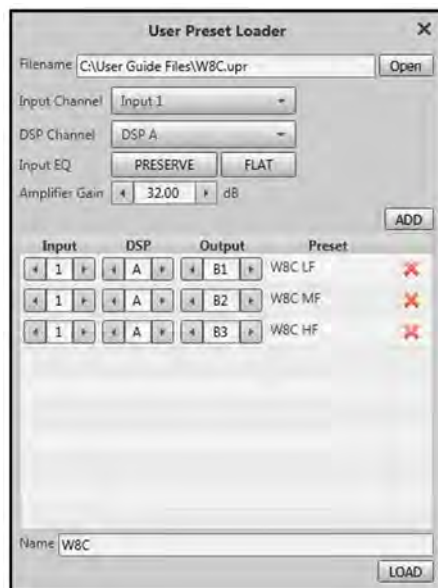 User Preset Loader
Filename C:\User Guide Files\W8C.upr Open
Input Channel Input 1
DSP Channel DSP A
Input EQ PRESERVE FLAT
Amplifier Gain 32.00 dB
ADD
Input DSP Output Preset
1 A B1 W8C LF
1 A B2 W8C MF
1 A B3 W8C HF
Name W8C
LOAD